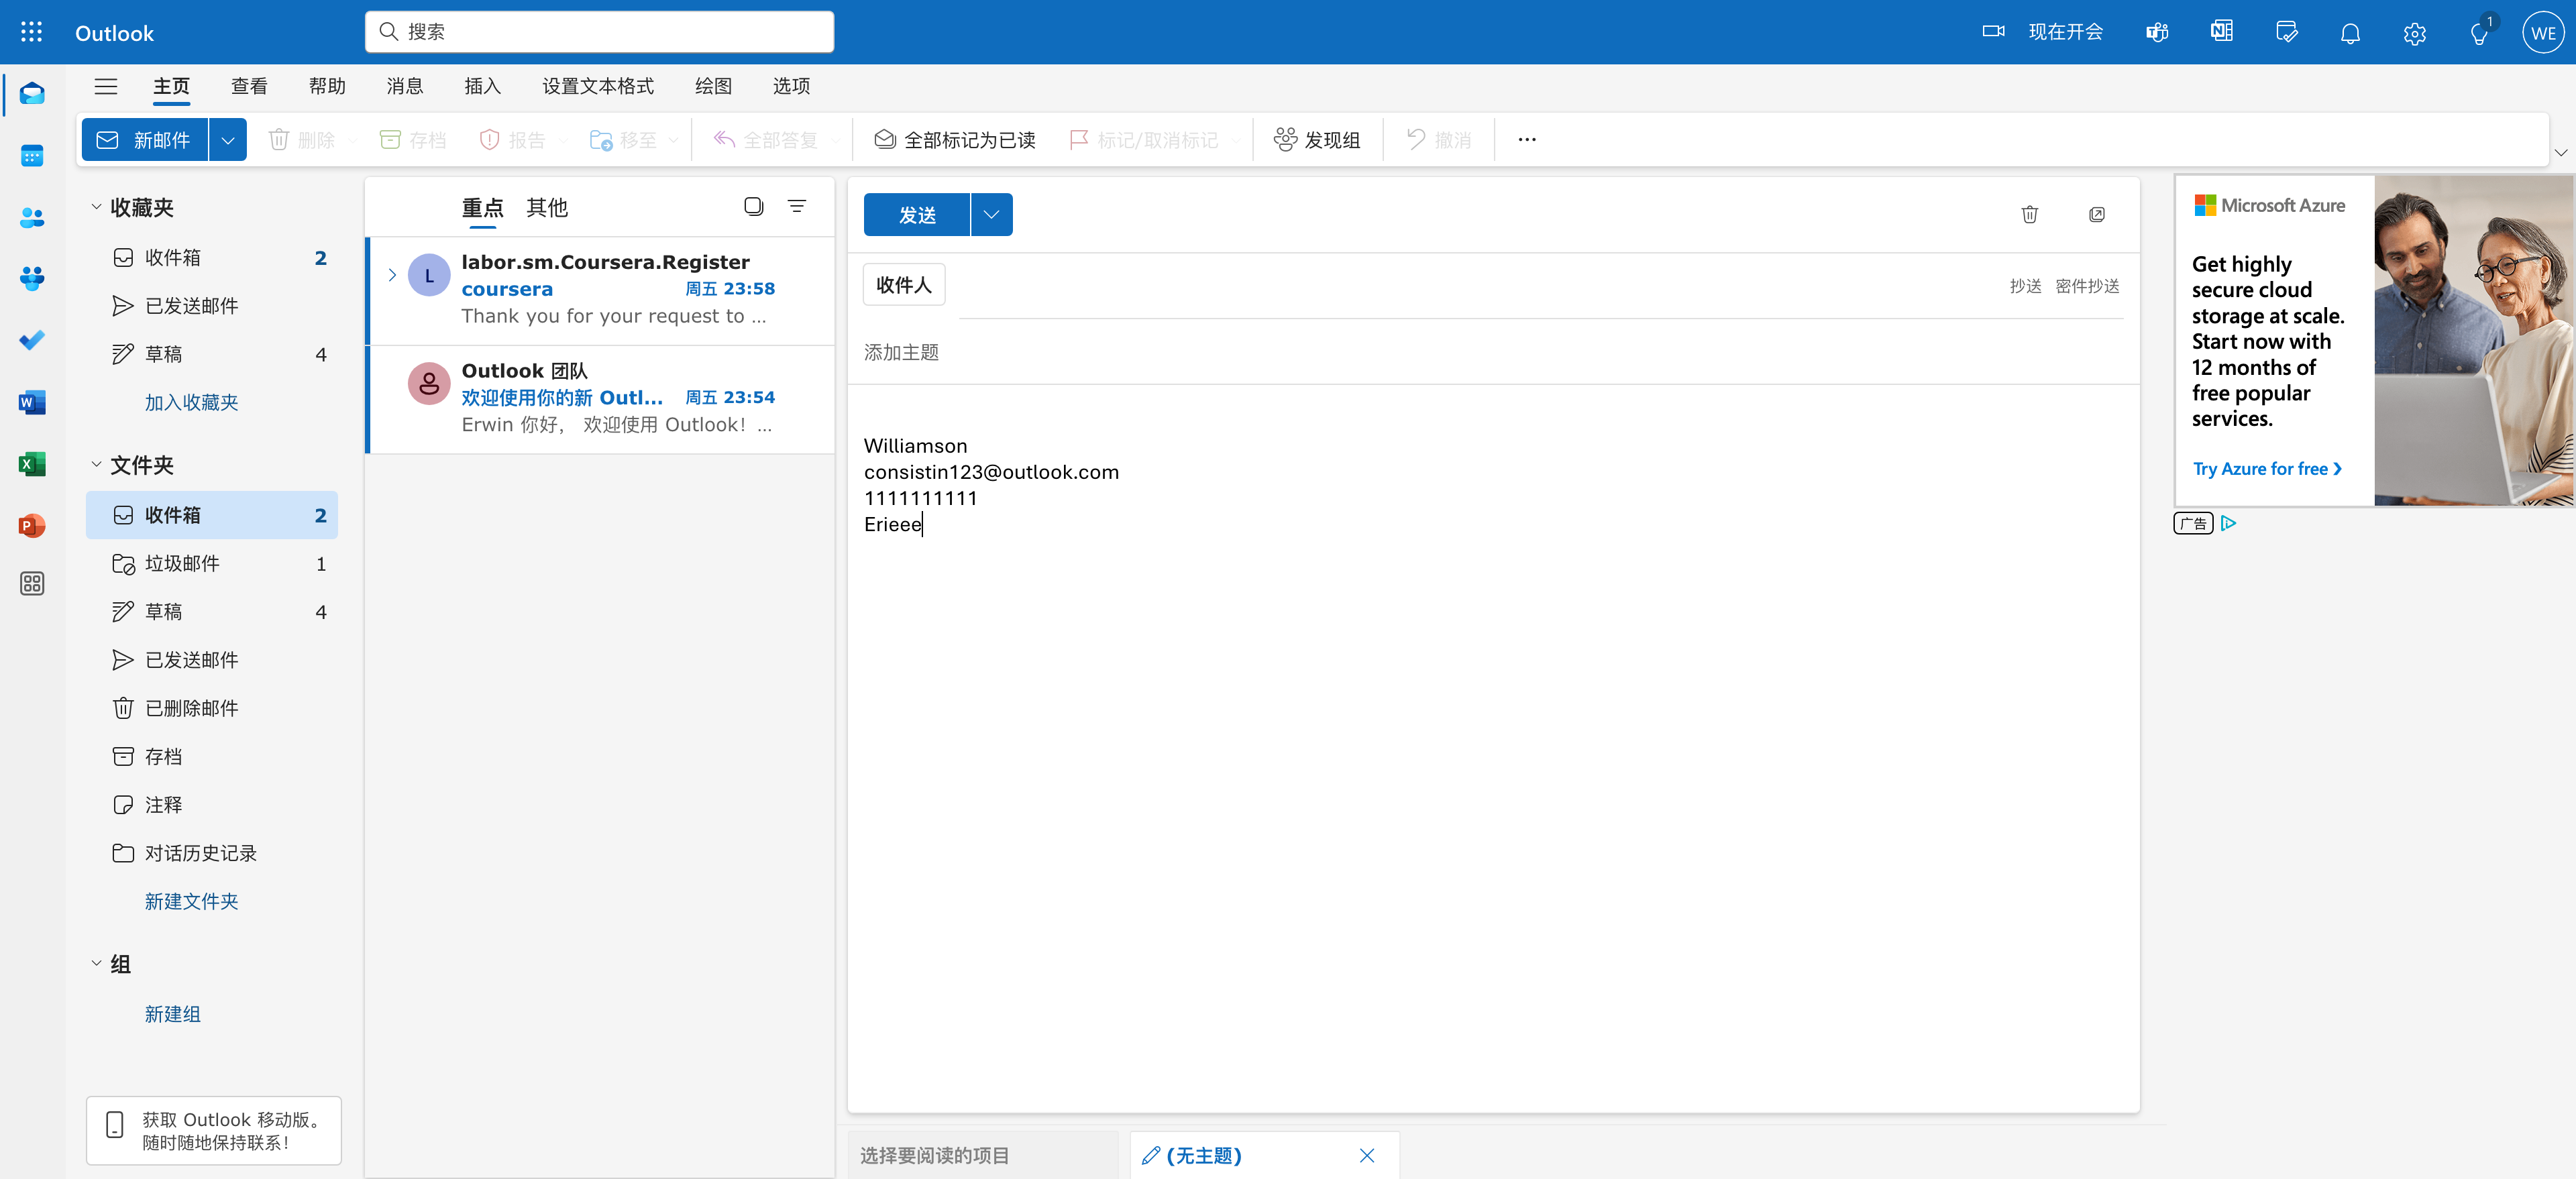 Outlook
搜索
现在开会
1
WE
主页
查看
帮助
消息
插入
设置文本格式
绘图
选项
新邮件
删除
存档
报告
移至
全部答复
全部标记为已读
标记/取消标记
发现组
撤消
收藏夹
收件箱 2
已发送邮件
草稿 4
加入收藏夹
文件夹
收件箱 2
垃圾邮件 1
草稿 4
已发送邮件
已删除邮件
存档
注释
对话历史记录
新建文件夹
组
新建组
获取 Outlook 移动版。
随时随地保持联系！
重点 其他
L
labor.sm.Coursera.Register
coursera 周五 23:58
Thank you for your request to ...
Outlook 团队
欢迎使用你的新 Outl... 周五 23:54
Erwin 你好， 欢迎使用 Outlook！...
发送
收件人
抄送 密件抄送
添加主题
Williamson
consistin123@outlook.com
1111111111
Erieee
选择要阅读的项目
(无主题)
Microsoft Azure
Get highly
secure cloud
storage at scale.
Start now with
12 months of
free popular
services.
Try Azure for free ❯
广告